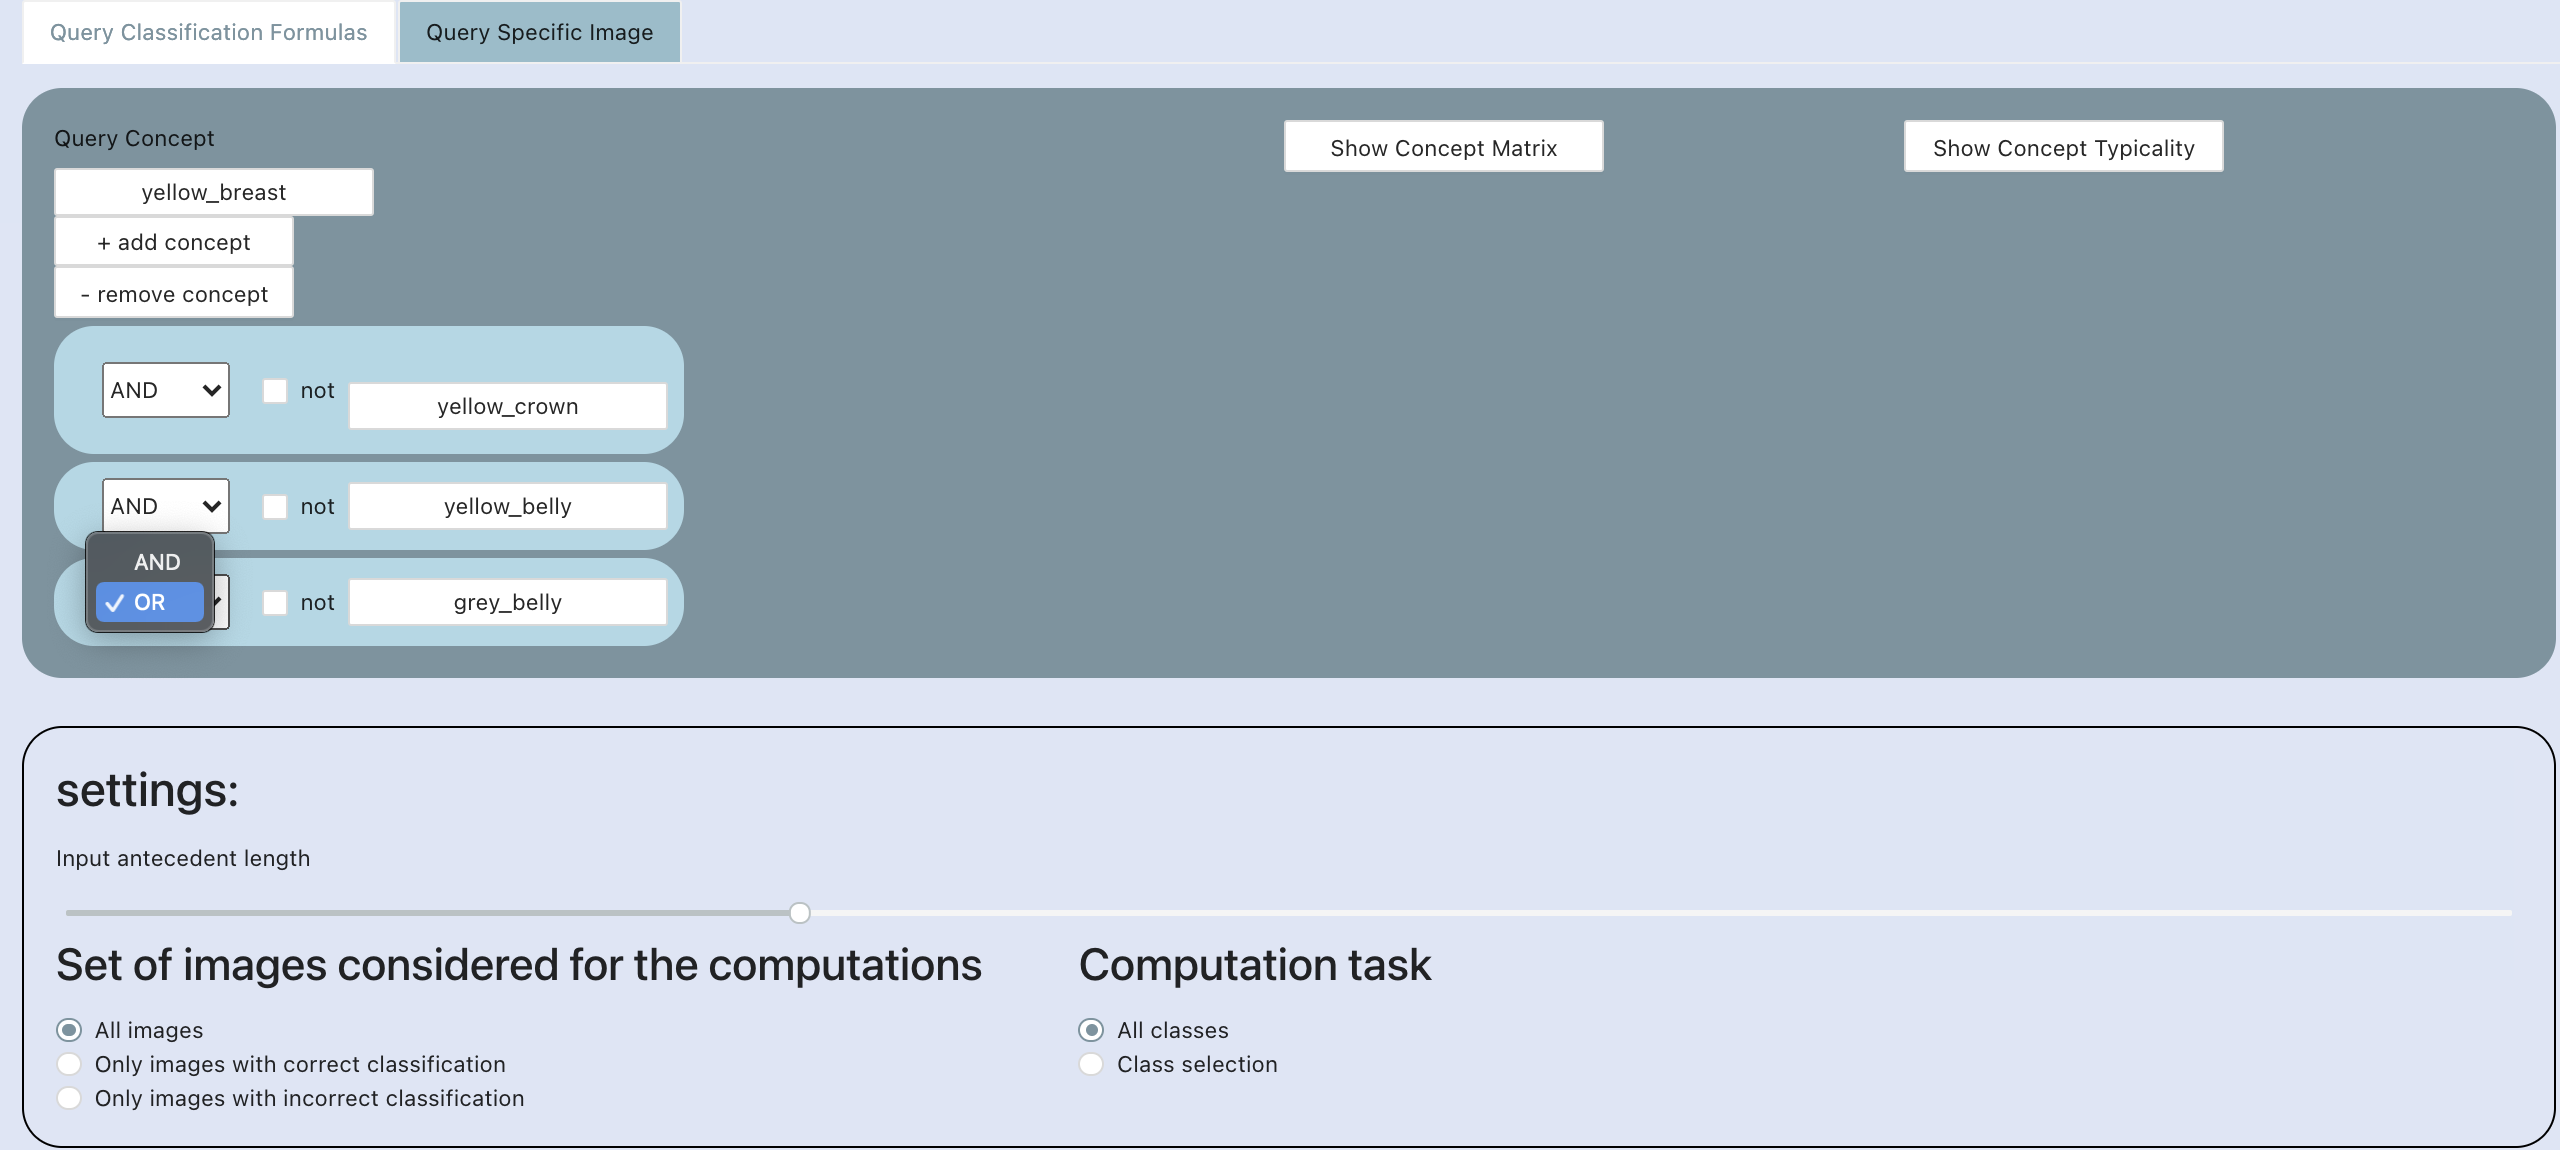 Query Classification Formulas
Query Specific Image
Query Concept
Show Concept Matrix
Show Concept Typicality
yellow_breast
+ add concept
- remove concept
AND not yellow_crown
AND not yellow_belly
AND
OR not grey_belly
settings:
Input antecedent length
Set of images considered for the computations
All images
Only images with correct classification
Only images with incorrect classification
Computation task
All classes
Class selection